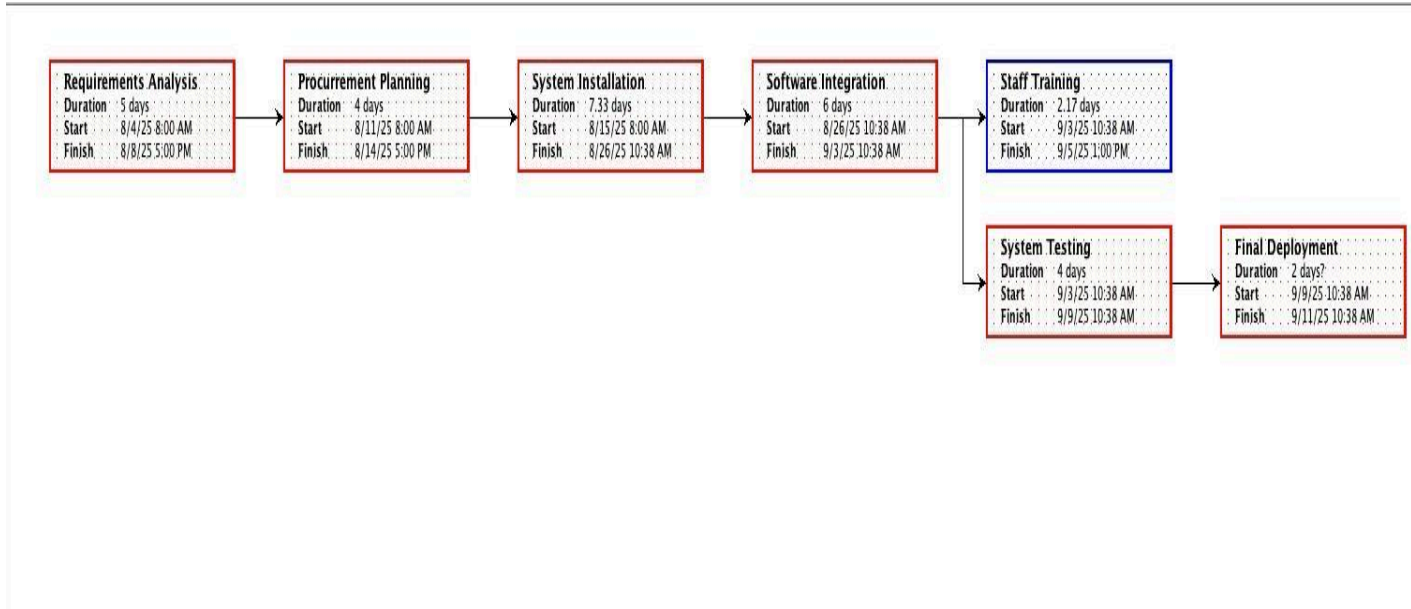 Requirements Analysis
Duration 5 days
Start 8/4/25 8:00 AM
Finish 8/8/25 5:00 PM
Procurrement Planning
Duration 4 days
Start 8/11/25 8:00 AM
Finish 8/14/25 5:00 PM
System Installation
Duration 7.33 days
Start 8/15/25 8:00 AM
Finish 8/26/25 10:38 AM
Software Integration
Duration 6 days
Start 8/26/25 10:38 AM
Finish 9/3/25 10:38 AM
Staff Training
Duration 2.17 days
Start 9/3/25 10:38 AM
Finish 9/5/25 1:00 PM
System Testing
Duration 4 days
Start 9/3/25 10:38 AM
Finish 9/9/25 10:38 AM
Final Deployment
Duration 2 days?
Start 9/9/25 10:38 AM
Finish 9/11/25 10:38 AM